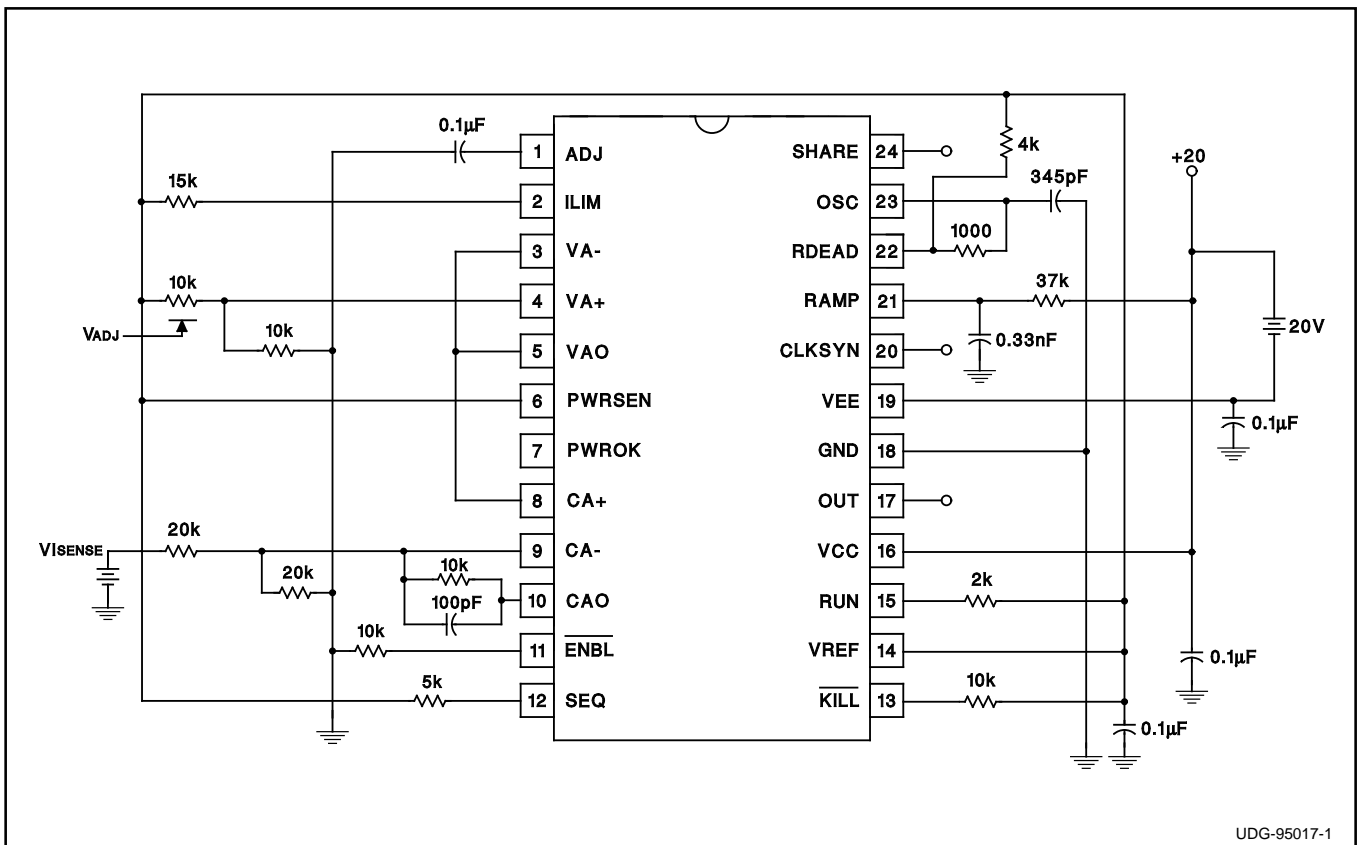 0.1µF
1 ADJ
15k
2 ILIM
3 VA-
10k
4 VA+
VADJ
10k
5 VAO
6 PWRSEN
7 PWROK
8 CA+
VISENSE
20k
9 CA-
20k
10k
100pF
10 CAO
10k
11 ENBL
5k
12 SEQ
SHARE 24
4k
+20
345pF
OSC 23
1000
RDEAD 22
37k
RAMP 21
0.33nF
20V
CLKSYN 20
VEE 19
0.1µF
GND 18
OUT 17
VCC 16
2k
RUN 15
VREF 14
0.1µF
10k
KILL 13
0.1µF
UDG-95017-1